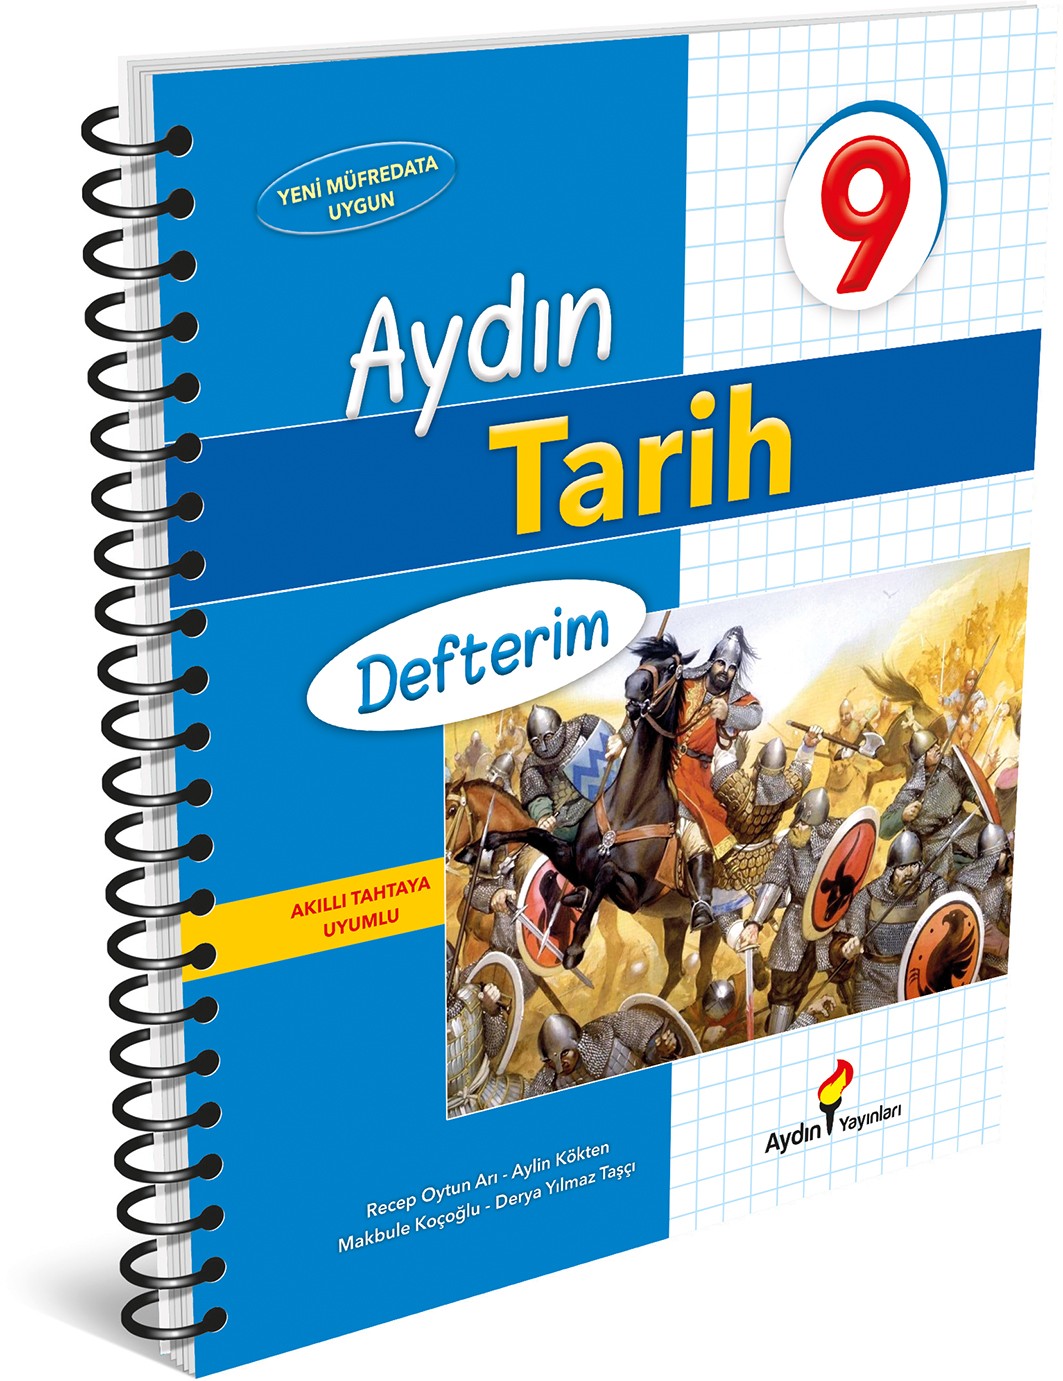 YENİ MÜFREDATA
UYGUN
9
Aydın
Tarih
Defterim
AKILLI TAHTAYA
UYUMLU
Recep Oytun Arı - Aylin Kökten
Makbule Koçoğlu - Derya Yılmaz Taşçı
Aydın Yayınları